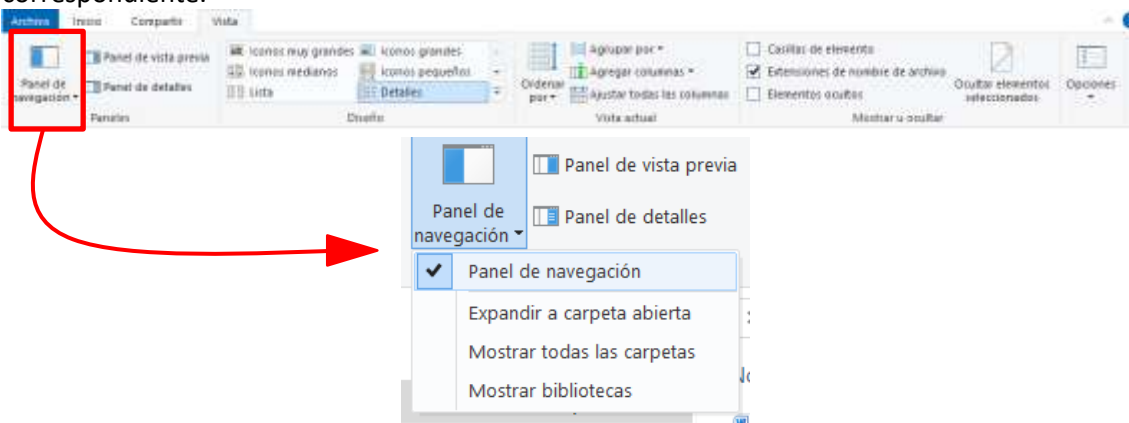 correspondiente.
Archivo Inicio Compartir Vista
Panel de navegación
Panel de vista previa
Panel de detalles
Paneles
Iconos muy grandes Iconos grandes
Iconos medianos Iconos pequeños
Lista Detalles
Diseño
Ordenar por
Agrupar por
Agregar columnas
Ajustar todas las columnas
Vista actual
Casillas de elemento
Extensiones de nombre de archivo
Elementos ocultos
Ocultar elementos
seleccionados
Mostrar u ocultar
Opciones
Panel de vista previa
Panel de
navegación
Panel de detalles
Panel de navegación
Expandir a carpeta abierta
Mostrar todas las carpetas
Mostrar bibliotecas